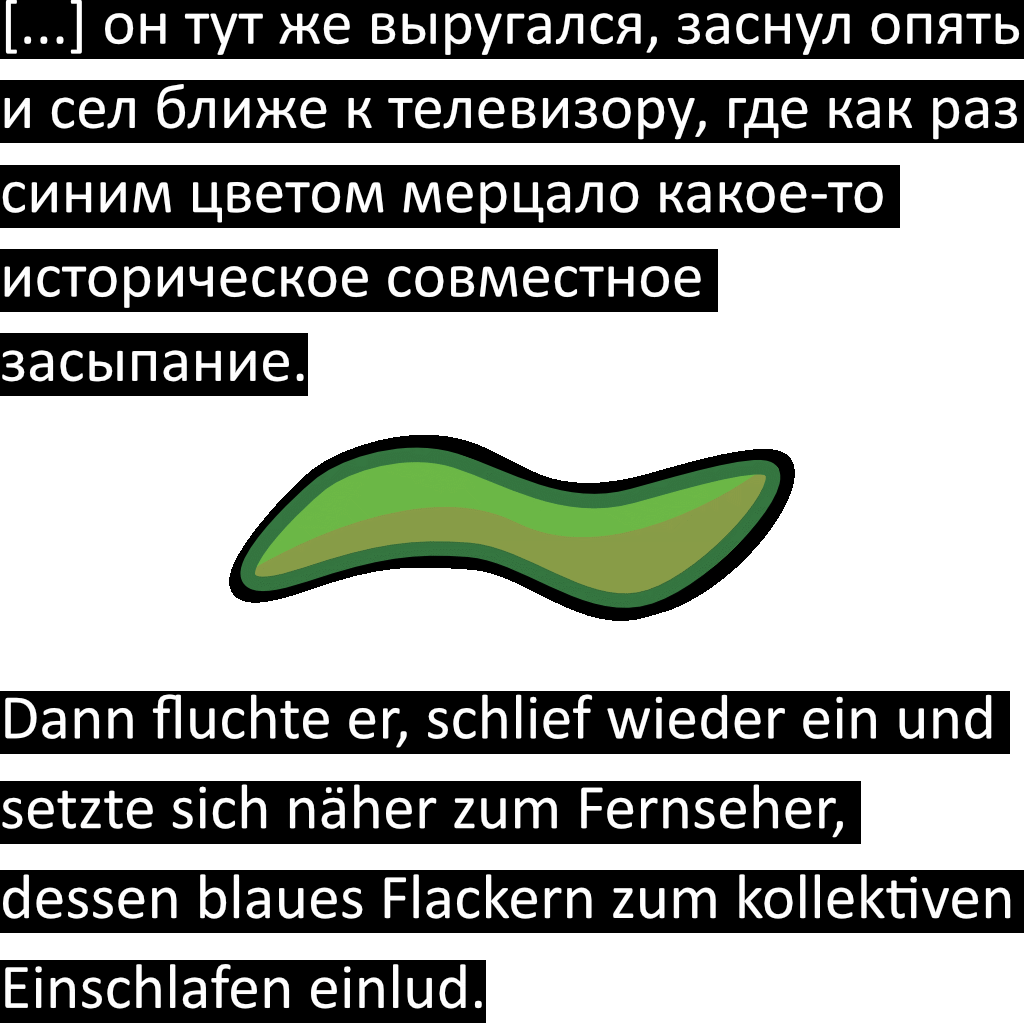 [...] он тут же выругался, заснул опять
и сел ближе к телевизору, где как раз
синим цветом мерцало какое-то
историческое совместное
засыпание.
Dann fluchte er, schlief wieder ein und
setzte sich näher zum Fernseher,
dessen blaues Flackern zum kollektiven
Einschlafen einlud.